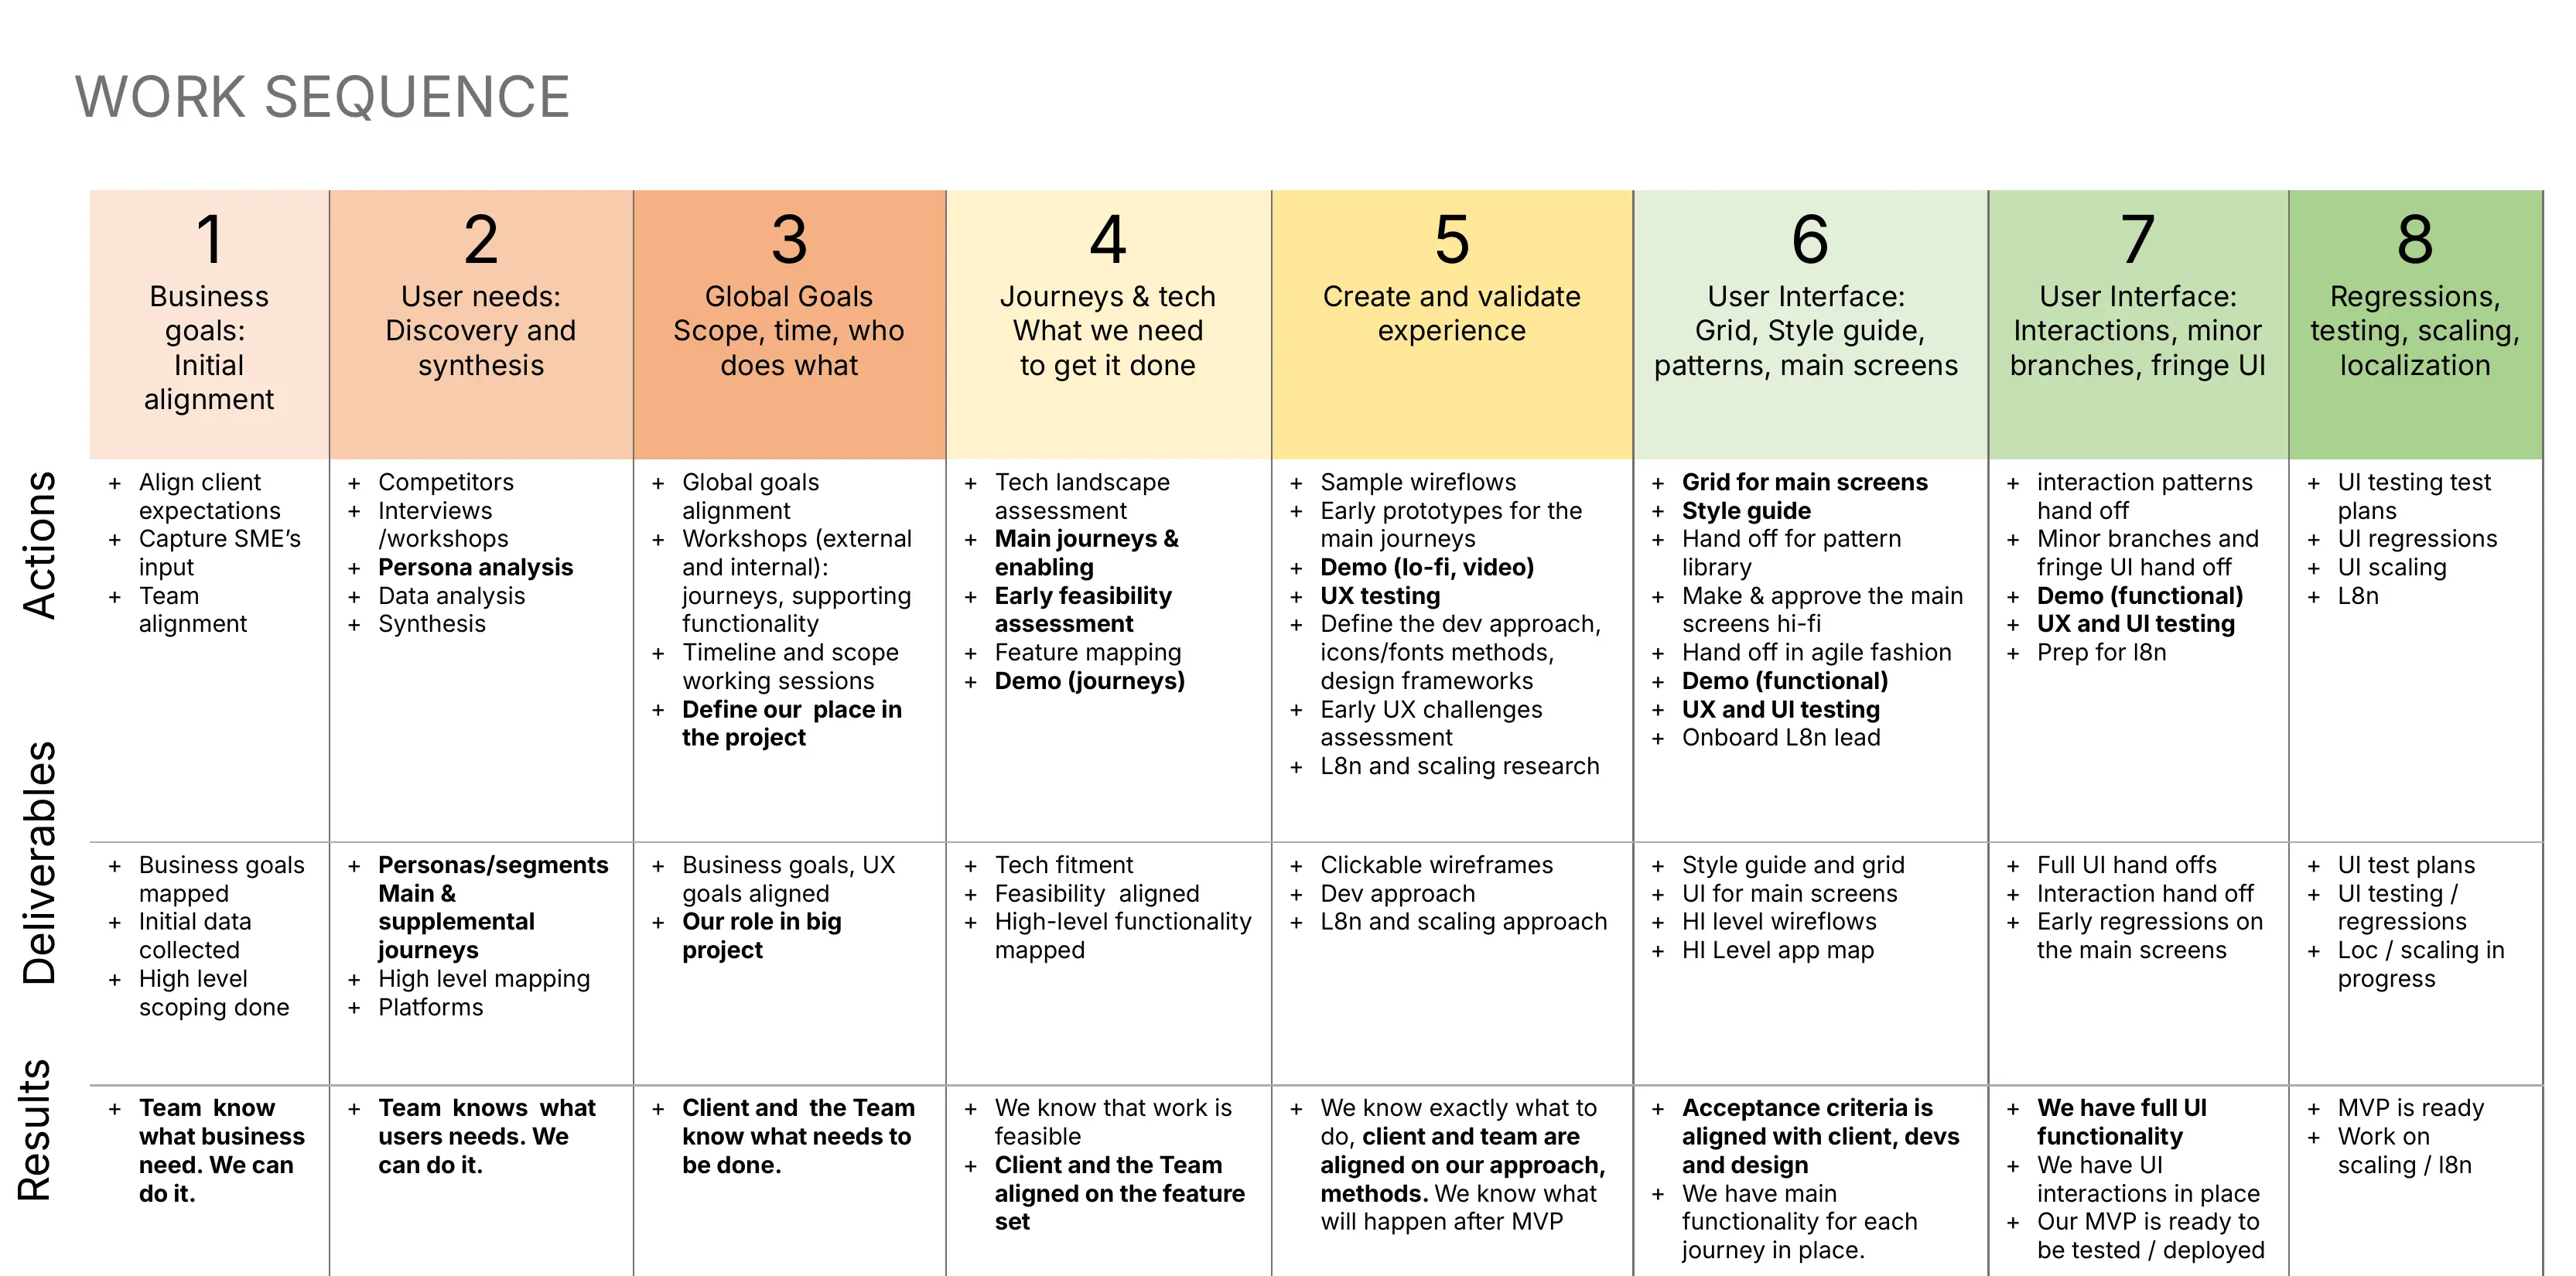 WORK SEQUENCE
1
Business
goals:
Initial
alignment
2
User needs:
Discovery and
synthesis
3
Global Goals
Scope, time, who
does what
4
Journeys & tech
What we need
to get it done
5
Create and validate
experience
6
User Interface:
Grid, Style guide,
patterns, main screens
7
User Interface:
Interactions, minor
branches, fringe UI
8
Regressions,
testing, scaling,
localization
Actions
+ Align client
expectations
+ Capture SME’s
input
+ Team
alignment
+ Competitors
+ Interviews
/workshops
+ Persona analysis
+ Data analysis
+ Synthesis
+ Global goals
alignment
+ Workshops (external
and internal):
journeys, supporting
functionality
+ Timeline and scope
working sessions
+ Define our  place in
the project
+ Tech landscape
assessment
+ Main journeys &
enabling
+ Early feasibility
assessment
+ Feature mapping
+ Demo (journeys)
+ Sample wireflows
+ Early prototypes for the
main journeys
+ Demo (lo-fi, video)
+ UX testing
+ Define the dev approach,
icons/fonts methods,
design frameworks
+ Early UX challenges
assessment
+ L8n and scaling research
+ Grid for main screens
+ Style guide
+ Hand off for pattern
library
+ Make & approve the main
screens hi-fi
+ Hand off in agile fashion
+ Demo (functional)
+ UX and UI testing
+ Onboard L8n lead
+ interaction patterns
hand off
+ Minor branches and
fringe UI hand off
+ Demo (functional)
+ UX and UI testing
+ Prep for l8n
+ UI testing test
plans
+ UI regressions
+ UI scaling
+ L8n
Deliverables
+ Business goals
mapped
+ Initial data
collected
+ High level
scoping done
+ Personas/segments
Main &
supplemental
journeys
+ High level mapping
+ Platforms
+ Business goals, UX
goals aligned
+ Our role in big
project
+ Tech fitment
+ Feasibility  aligned
+ High-level functionality
mapped
+ Clickable wireframes
+ Dev approach
+ L8n and scaling approach
+ Style guide and grid
+ UI for main screens
+ HI level wireflows
+ HI Level app map
+ Full UI hand offs
+ Interaction hand off
+ Early regressions on
the main screens
+ UI test plans
+ UI testing /
regressions
+ Loc / scaling in
progress
Results
+ Team  know
what business
need. We can
do it.
+ Team  knows  what
users needs. We
can do it.
+ Client and  the Team
know what needs to
be done.
+ We know that work is
feasible
+ Client and the Team
aligned on the feature
set
+ We know exactly what to
do, client and team are
aligned on our approach,
methods. We know what
will happen after MVP
+ Acceptance criteria is
aligned with client, devs
and design
+ We have main
functionality for each
journey in place.
+ We have full UI
functionality
+ We have UI
interactions in place
+ Our MVP is ready to
be tested / deployed
+ MVP is ready
+ Work on
scaling / l8n